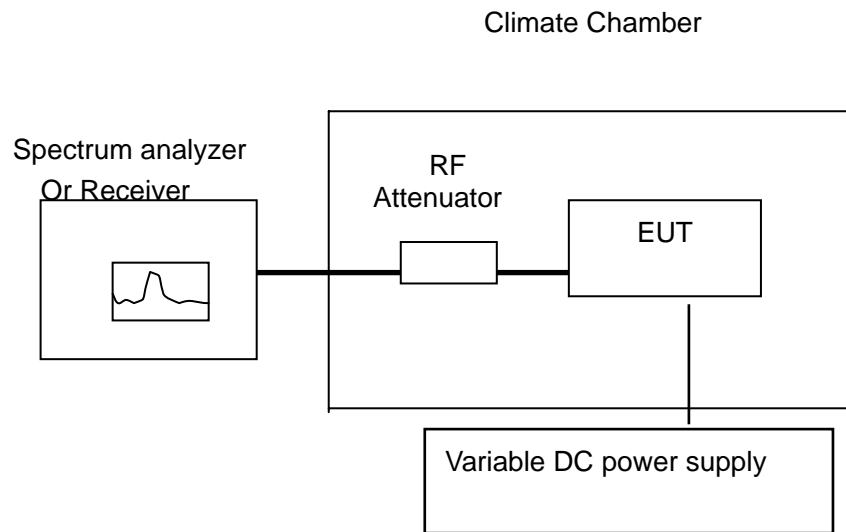 Climate Chamber
Spectrum analyzer
Or Receiver
RF
Attenuator
EUT
Variable DC power supply